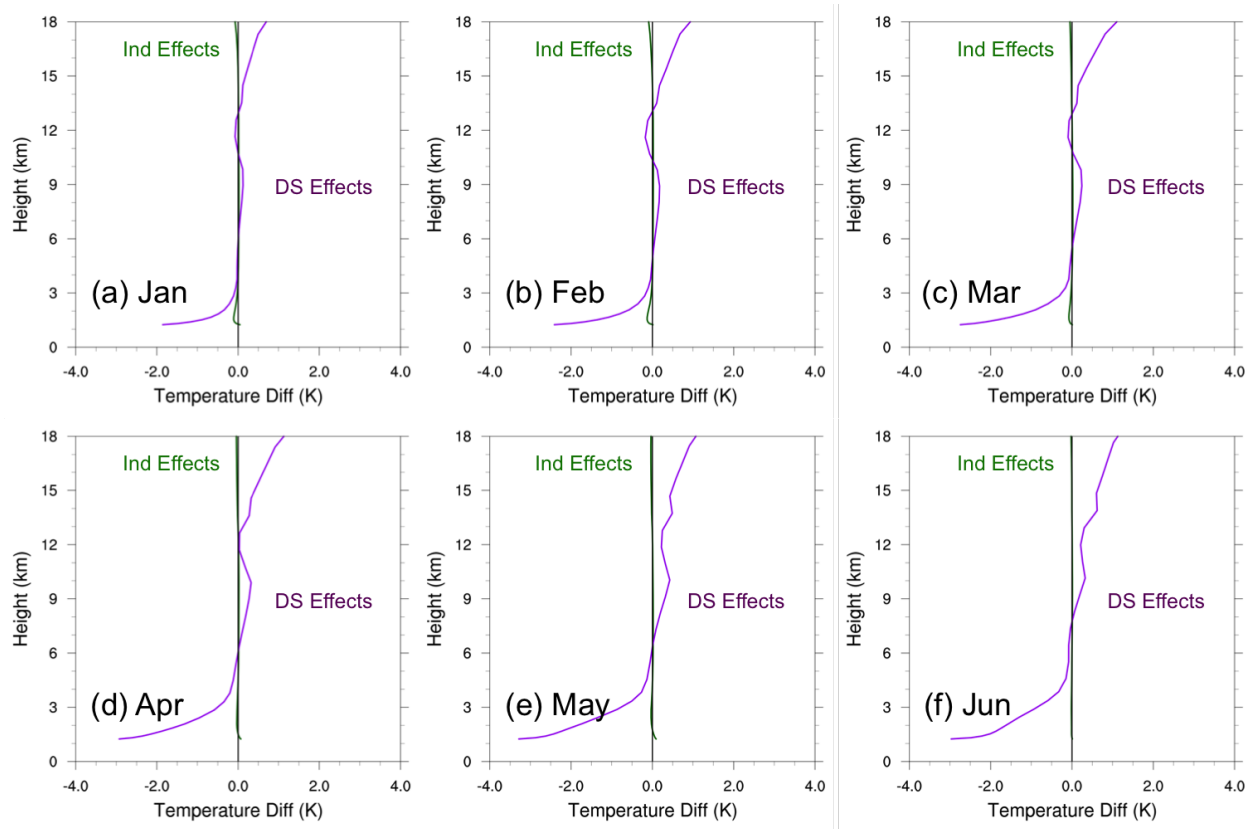 18
15
12
9
6
3
0
Height (km)
Ind Effects
DS Effects
(a) Jan
-4.0 -2.0 0.0 2.0 4.0
Temperature Diff (K)
18
15
12
9
6
3
0
Height (km)
Ind Effects
DS Effects
(b) Feb
-4.0 -2.0 0.0 2.0 4.0
Temperature Diff (K)
18
15
12
9
6
3
0
Height (km)
Ind Effects
DS Effects
(c) Mar
-4.0 -2.0 0.0 2.0 4.0
Temperature Diff (K)
18
15
12
9
6
3
0
Height (km)
Ind Effects
DS Effects
(d) Apr
-4.0 -2.0 0.0 2.0 4.0
Temperature Diff (K)
18
15
12
9
6
3
0
Height (km)
Ind Effects
DS Effects
(e) May
-4.0 -2.0 0.0 2.0 4.0
Temperature Diff (K)
18
15
12
9
6
3
0
Height (km)
Ind Effects
DS Effects
(f) Jun
-4.0 -2.0 0.0 2.0 4.0
Temperature Diff (K)